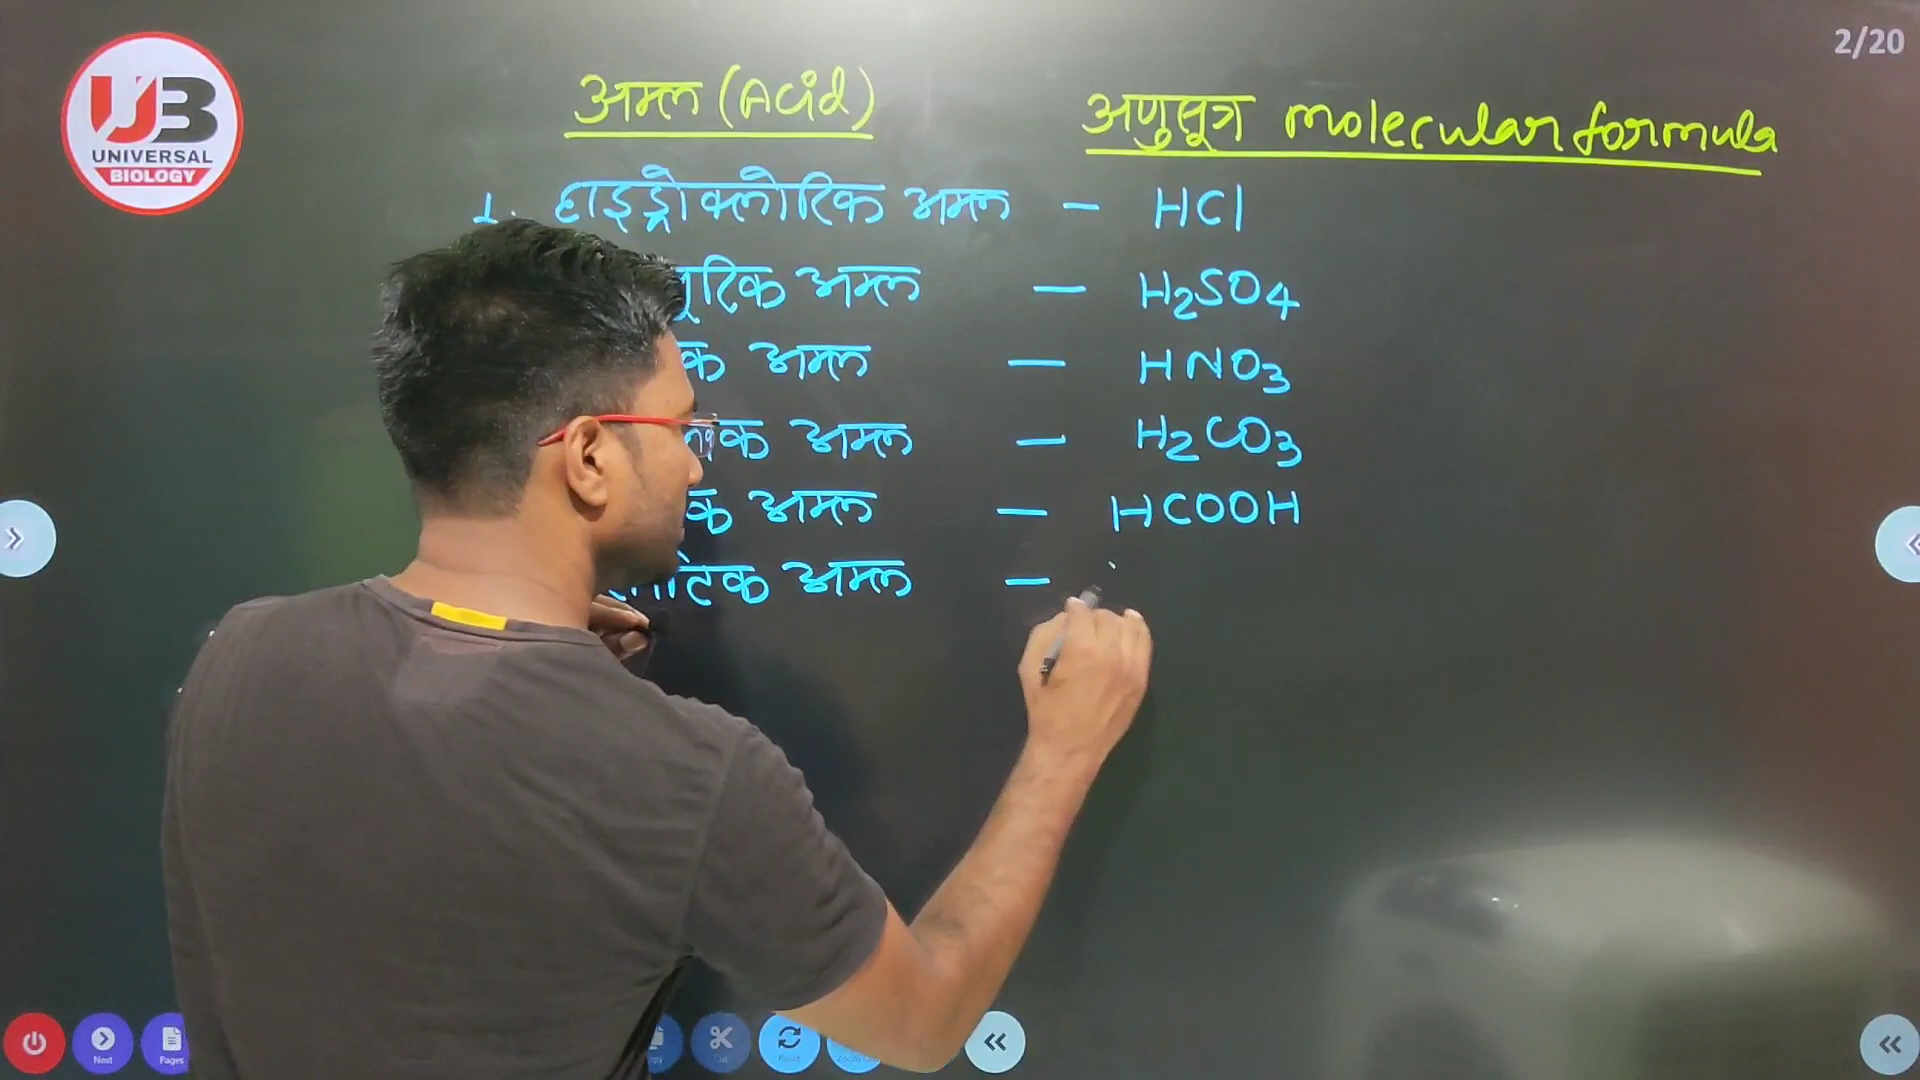 2/20
UB
UNIVERSAL
BIOLOGY
अम्ल (Acid)
अणुसूत्र molecular formula
1. हाइड्रोक्लोरिक अम्ल - HCl
अम्ल - H2SO4
अम्ल - HNO3
अम्ल - H2CO3
अम्ल - HCOOH
अम्ल -
Next
Pages